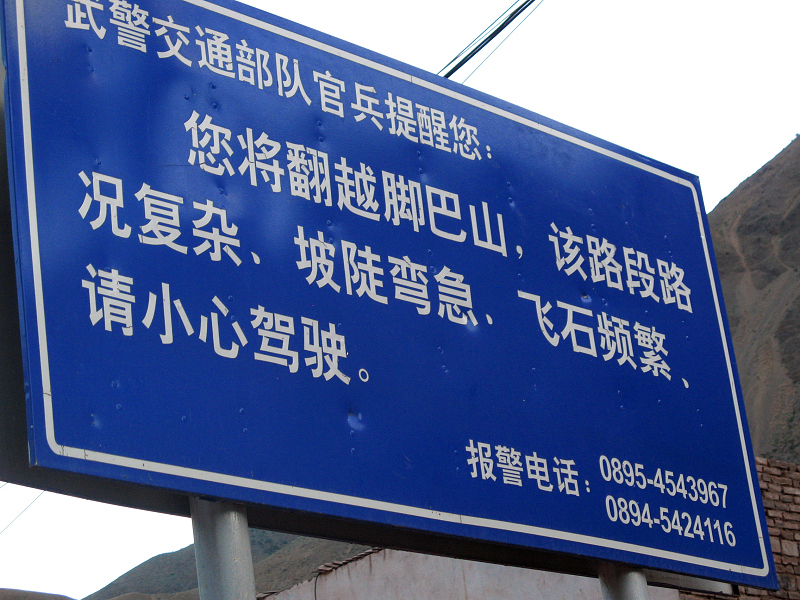 武警交通部队官兵提醒您：
您将翻越脚巴山，该路段路
况复杂、坡陡弯急、飞石频繁、
请小心驾驶。
报警电话：0895-4543967
0894-5424116